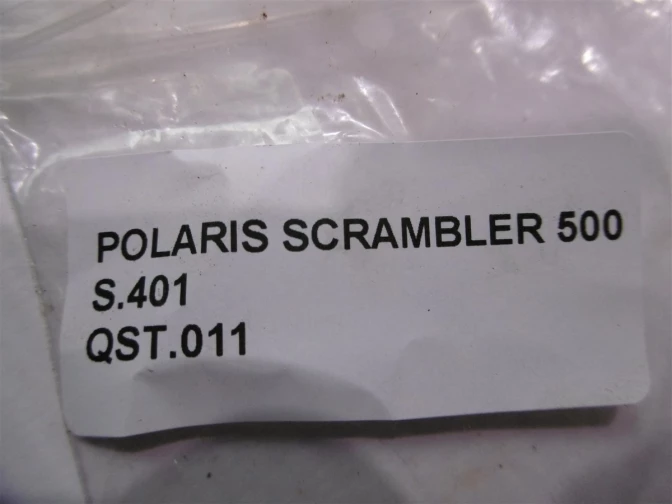 POLARIS SCRAMBLER 500
S.401
QST.011